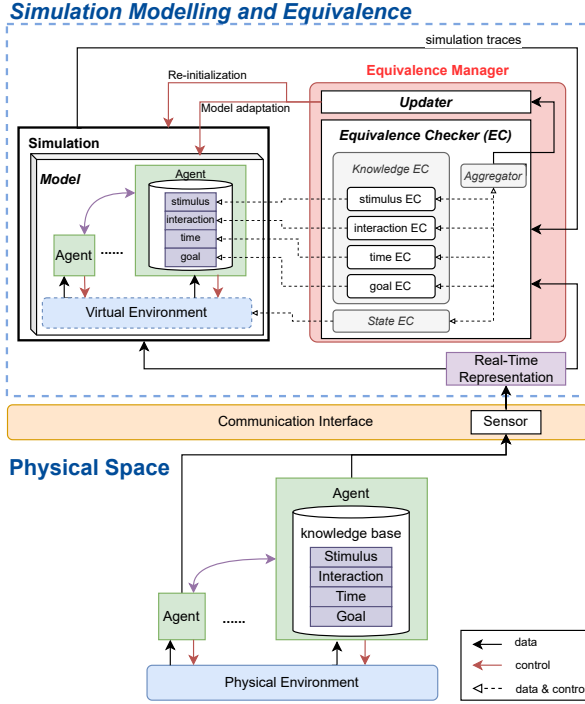 Simulation Modelling and Equivalence
simulation traces
Re-initialization
Equivalence Manager
Model adaptation
Updater
Simulation
Equivalence Checker (EC)
Model
Agent
Knowledge EC
Aggregator
stimulus
stimulus EC
interaction
interaction EC
time
time EC
goal
goal EC
Agent
......
Virtual Environment
State EC
Real-Time
Representation
Communication Interface
Sensor
Physical Space
Agent
knowledge base
Stimulus
Interaction
Time
Goal
Agent
......
Physical Environment
data
control
data & control